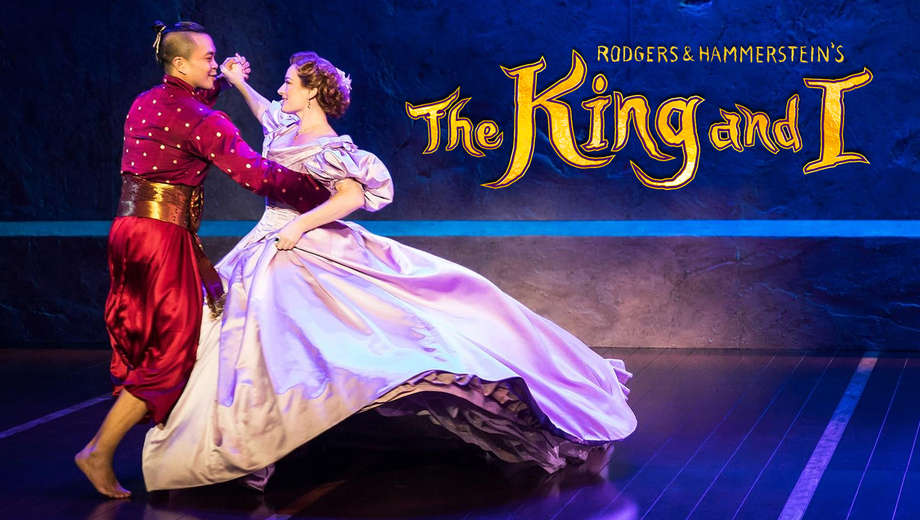 RODGERS & HAMMERSTEIN'S
The King and I